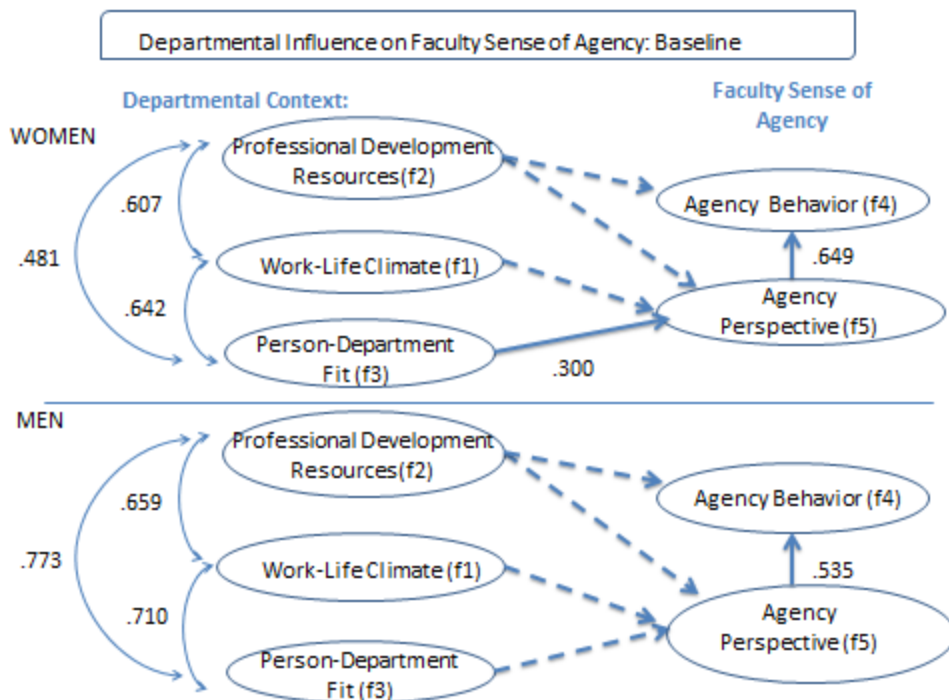 Departmental Influence on Faculty Sense of Agency: Baseline
Departmental Context:
Faculty Sense of
Agency
WOMEN
Professional Development
Resources(f2)
Agency Behavior (f4)
.607
.481
Work-Life Climate (f1)
.649
.642
Agency
Perspective (f5)
Person-Department
Fit (f3)
.300
MEN
Professional Development
Resources(f2)
Agency Behavior (f4)
.659
.773
Work-Life Climate (f1)
.535
.710
Agency
Perspective (f5)
Person-Department
Fit (f3)